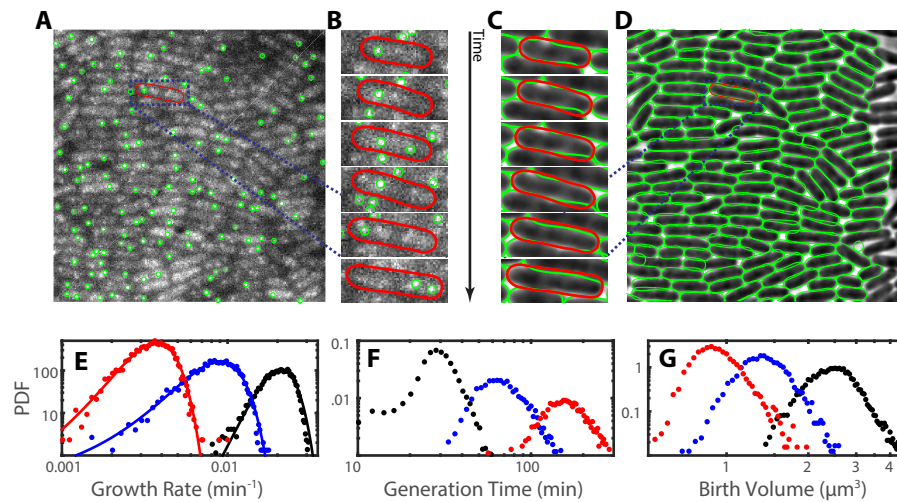 A B C D
Time
E F G
PDF
100
10
0.001 0.01
Growth Rate (min⁻¹)
0.1
.01
10 100
Generation Time (min)
1
0.1
1 2 3 4
Birth Volume (μm³)